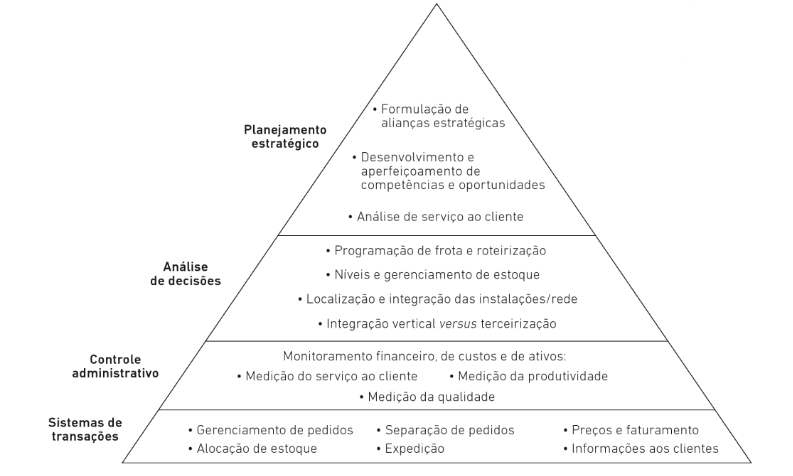 Planejamento
estratégico
• Formulação de
alianças estratégicas
• Desenvolvimento e
aperfeiçoamento de
competências e oportunidades
• Análise de serviço ao cliente
Análise
de decisões
• Programação de frota e roteirização
• Níveis e gerenciamento de estoque
• Localização e integração das instalações/rede
• Integração vertical versus terceirização
Controle
administrativo
Monitoramento financeiro, de custos e de ativos:
• Medição do serviço ao cliente • Medição da produtividade
• Medição da qualidade
Sistemas de
transações
• Gerenciamento de pedidos • Separação de pedidos • Preços e faturamento
• Alocação de estoque • Expedição • Informações aos clientes